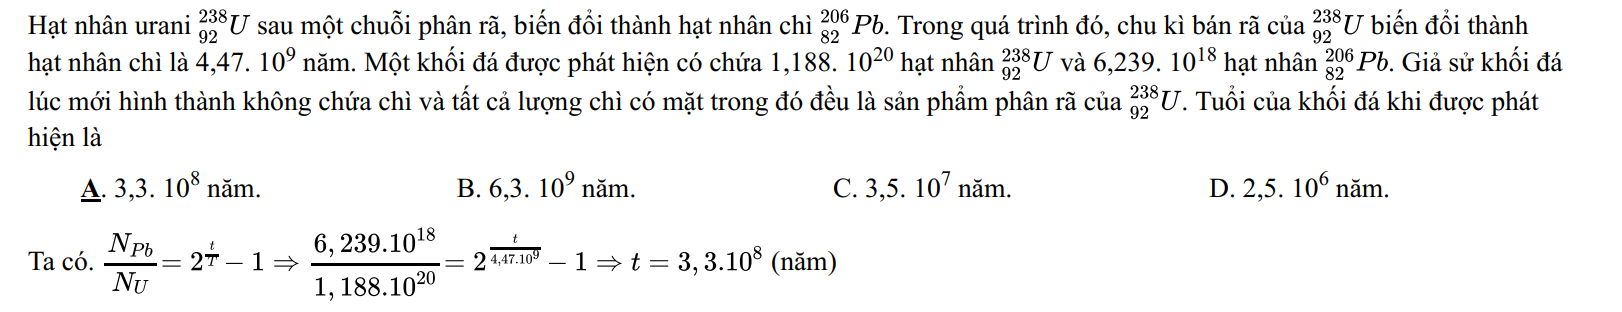 Hạt nhân urani $^{238}_{92}U$ sau một chuỗi phân rã, biến đổi thành hạt nhân chì $^{206}_{82}Pb$. Trong quá trình đó, chu kì bán rã của $^{238}_{92}U$ biến đổi thành
hạt nhân chì là 4,47. $10^9$ năm. Một khối đá được phát hiện có chứa 1,188. $10^{20}$ hạt nhân $^{238}_{92}U$ và 6,239. $10^{18}$ hạt nhân $^{206}_{82}Pb$. Giả sử khối đá
lúc mới hình thành không chứa chì và tất cả lượng chì có mặt trong đó đều là sản phẩm phân rã của $^{238}_{92}U$. Tuổi của khối đá khi được phát
hiện là
A. 3,3. $10^8$ năm. B. 6,3. $10^9$ năm. C. 3,5. $10^7$ năm. D. 2,5. $10^6$ năm.
Ta có. $\frac{N_{Pb}}{N_U} = 2^{\frac{t}{T}} - 1 \Rightarrow \frac{6,239.10^{18}}{1,188.10^{20}} = 2^{\frac{t}{4,47.10^9}} - 1 \Rightarrow t = 3,3.10^8$ (năm)